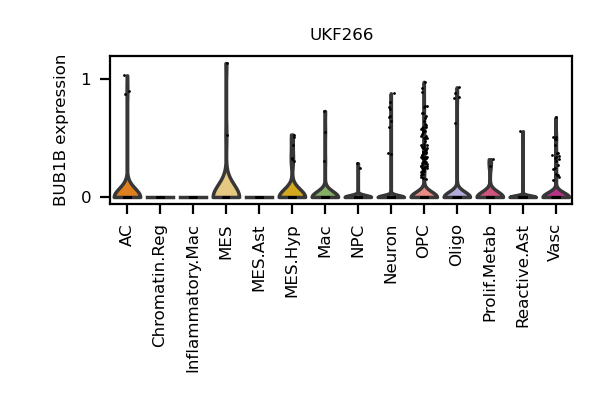 UKF266
BUB1B expression
1
0
AC
Chromatin.Reg
Inflammatory.Mac
MES
MES.Ast
MES.Hyp
Mac
NPC
Neuron
OPC
Oligo
Prolif.Metab
Reactive.Ast
Vasc